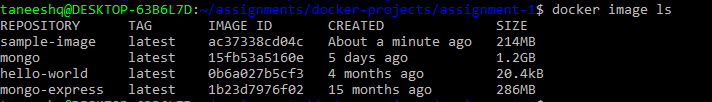 taneeshq@DESKTOP-63B6L7D:~/assignments/docker-projects/assignment-1$ docker image ls
REPOSITORY TAG IMAGE ID CREATED SIZE
sample-image latest ac37338cd04c About a minute ago 214MB
mongo latest 15fb53a5160e 5 days ago 1.2GB
hello-world latest 0b6a027b5cf3 4 months ago 20.4kB
mongo-express latest 1b23d7976f02 15 months ago 286MB